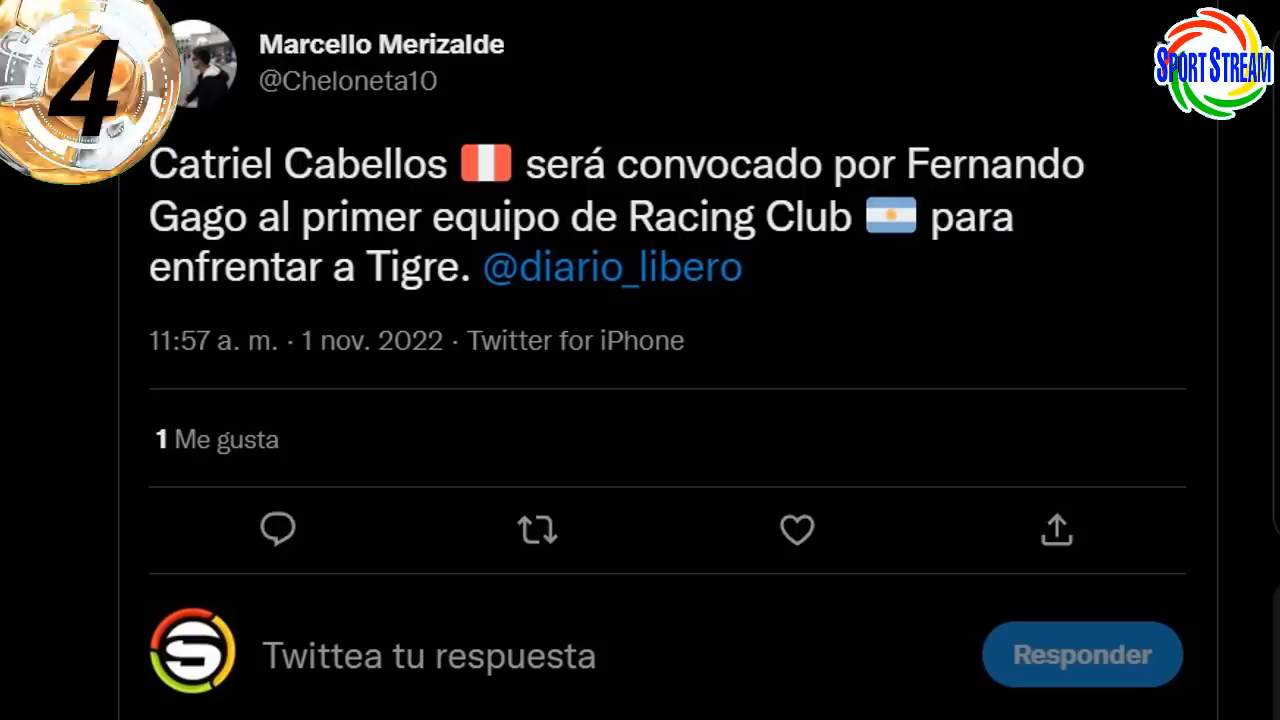 4
SPORT STREAM
Marcello Merizalde
@Cheloneta10
Catriel Cabellos 🇵🇪 será convocado por Fernando
Gago al primer equipo de Racing Club 🇦🇷 para
enfrentar a Tigre. @diario_libero
11:57 a. m. · 1 nov. 2022 · Twitter for iPhone
1 Me gusta
S
Twittea tu respuesta
Responder